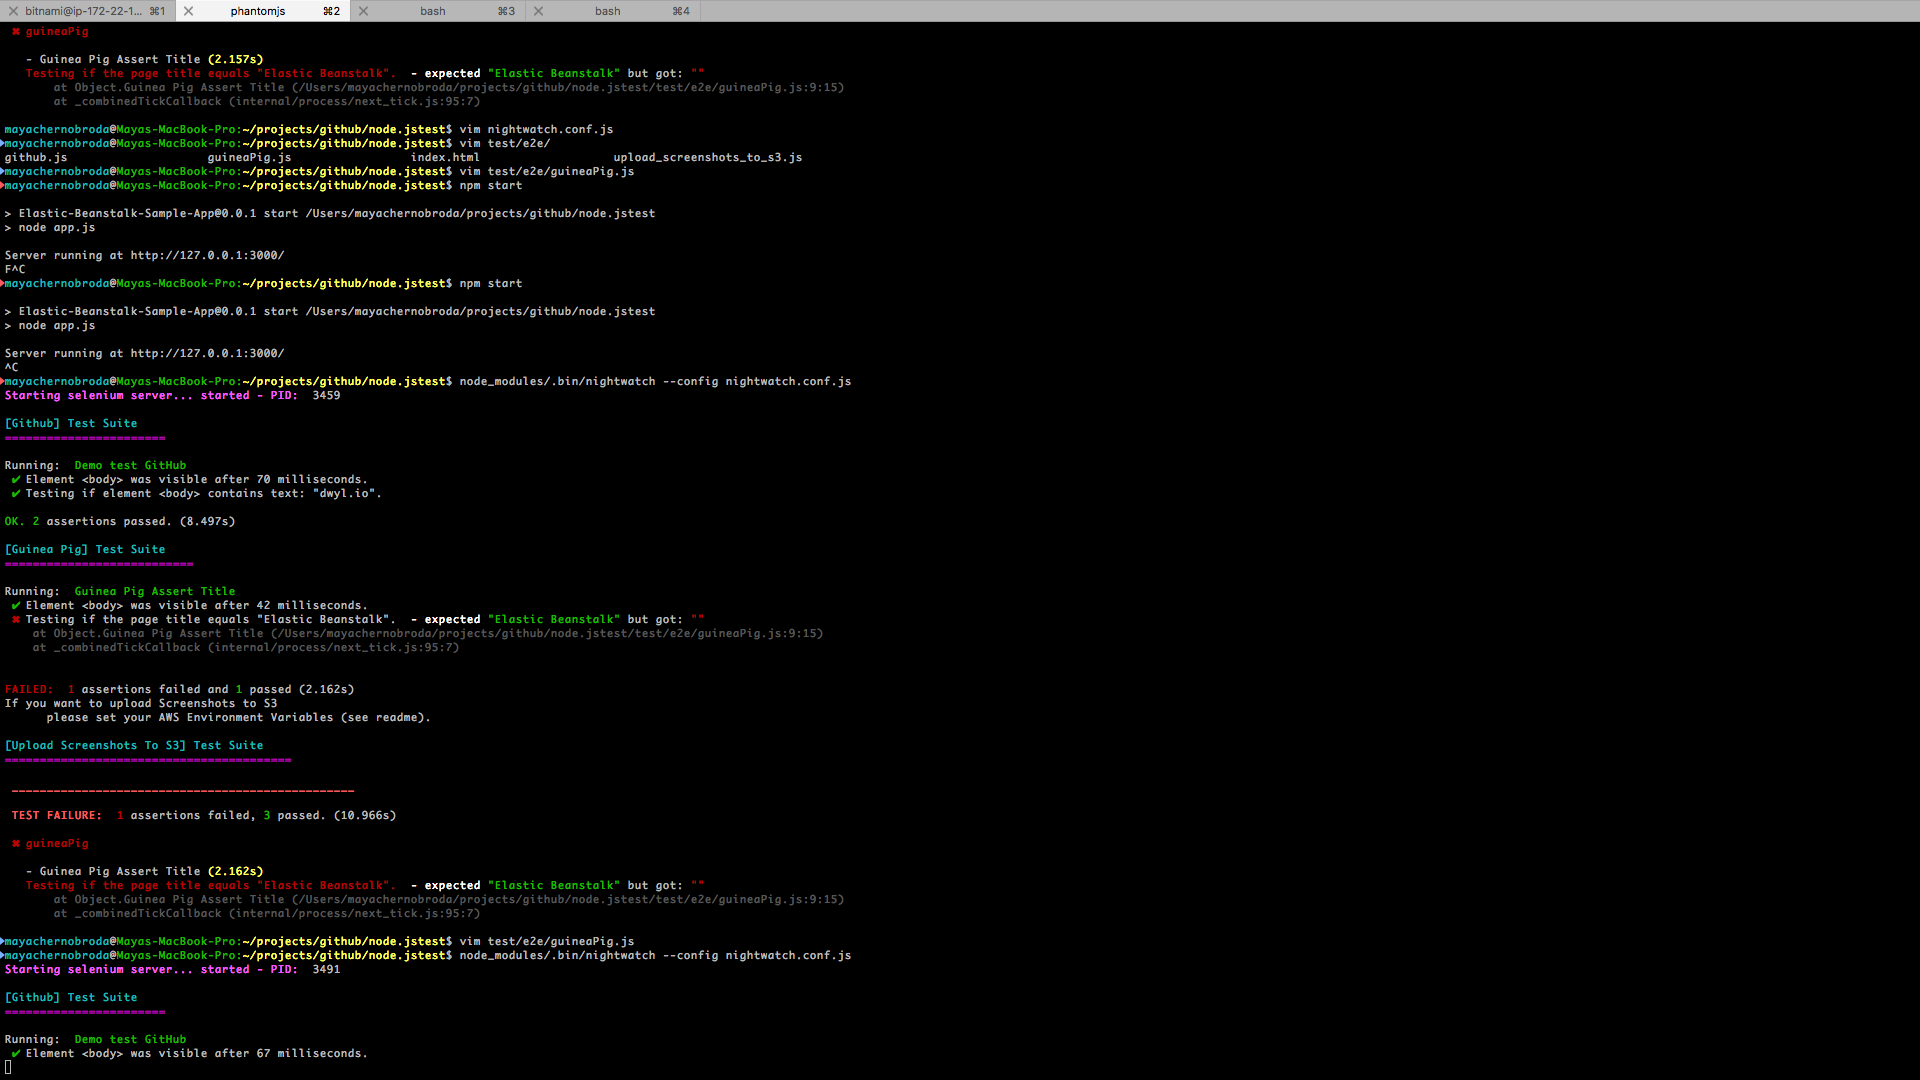 bitnami@ip-172-22-1... ⌘1 phantomjs ⌘2 bash ⌘3 bash ⌘4
✖ guineaPig
- Guinea Pig Assert Title (2.157s)
Testing if the page title equals "Elastic Beanstalk".  - expected "Elastic Beanstalk" but got: ""
at Object.Guinea Pig Assert Title (/Users/mayachernobroda/projects/github/node.jstest/test/e2e/guineaPig.js:9:15)
at _combinedTickCallback (internal/process/next_tick.js:95:7)
mayachernobroda@Mayas-MacBook-Pro:~/projects/github/node.jstest$ vim nightwatch.conf.js
mayachernobroda@Mayas-MacBook-Pro:~/projects/github/node.jstest$ vim test/e2e/
github.js guineaPig.js index.html upload_screenshots_to_s3.js
mayachernobroda@Mayas-MacBook-Pro:~/projects/github/node.jstest$ vim test/e2e/guineaPig.js
mayachernobroda@Mayas-MacBook-Pro:~/projects/github/node.jstest$ npm start
> Elastic-Beanstalk-Sample-App@0.0.1 start /Users/mayachernobroda/projects/github/node.jstest
> node app.js
Server running at http://127.0.0.1:3000/
F^C
mayachernobroda@Mayas-MacBook-Pro:~/projects/github/node.jstest$ npm start
> Elastic-Beanstalk-Sample-App@0.0.1 start /Users/mayachernobroda/projects/github/node.jstest
> node app.js
Server running at http://127.0.0.1:3000/
^C
mayachernobroda@Mayas-MacBook-Pro:~/projects/github/node.jstest$ node_modules/.bin/nightwatch --config nightwatch.conf.js
Starting selenium server... started - PID:  3459
[Github] Test Suite
=======================
Running:  Demo test GitHub
✔ Element <body> was visible after 70 milliseconds.
✔ Testing if element <body> contains text: "dwyl.io".
OK. 2 assertions passed. (8.497s)
[Guinea Pig] Test Suite
===========================
Running:  Guinea Pig Assert Title
✔ Element <body> was visible after 42 milliseconds.
✖ Testing if the page title equals "Elastic Beanstalk".  - expected "Elastic Beanstalk" but got: ""
at Object.Guinea Pig Assert Title (/Users/mayachernobroda/projects/github/node.jstest/test/e2e/guineaPig.js:9:15)
at _combinedTickCallback (internal/process/next_tick.js:95:7)
FAILED:  1 assertions failed and 1 passed (2.162s)
If you want to upload Screenshots to S3
please set your AWS Environment Variables (see readme).
[Upload Screenshots To S3] Test Suite
=========================================
_________________________________________________
TEST FAILURE:  1 assertions failed, 3 passed. (10.966s)
✖ guineaPig
- Guinea Pig Assert Title (2.162s)
Testing if the page title equals "Elastic Beanstalk".  - expected "Elastic Beanstalk" but got: ""
at Object.Guinea Pig Assert Title (/Users/mayachernobroda/projects/github/node.jstest/test/e2e/guineaPig.js:9:15)
at _combinedTickCallback (internal/process/next_tick.js:95:7)
mayachernobroda@Mayas-MacBook-Pro:~/projects/github/node.jstest$ vim test/e2e/guineaPig.js
mayachernobroda@Mayas-MacBook-Pro:~/projects/github/node.jstest$ node_modules/.bin/nightwatch --config nightwatch.conf.js
Starting selenium server... started - PID:  3491
[Github] Test Suite
=======================
Running:  Demo test GitHub
✔ Element <body> was visible after 67 milliseconds.